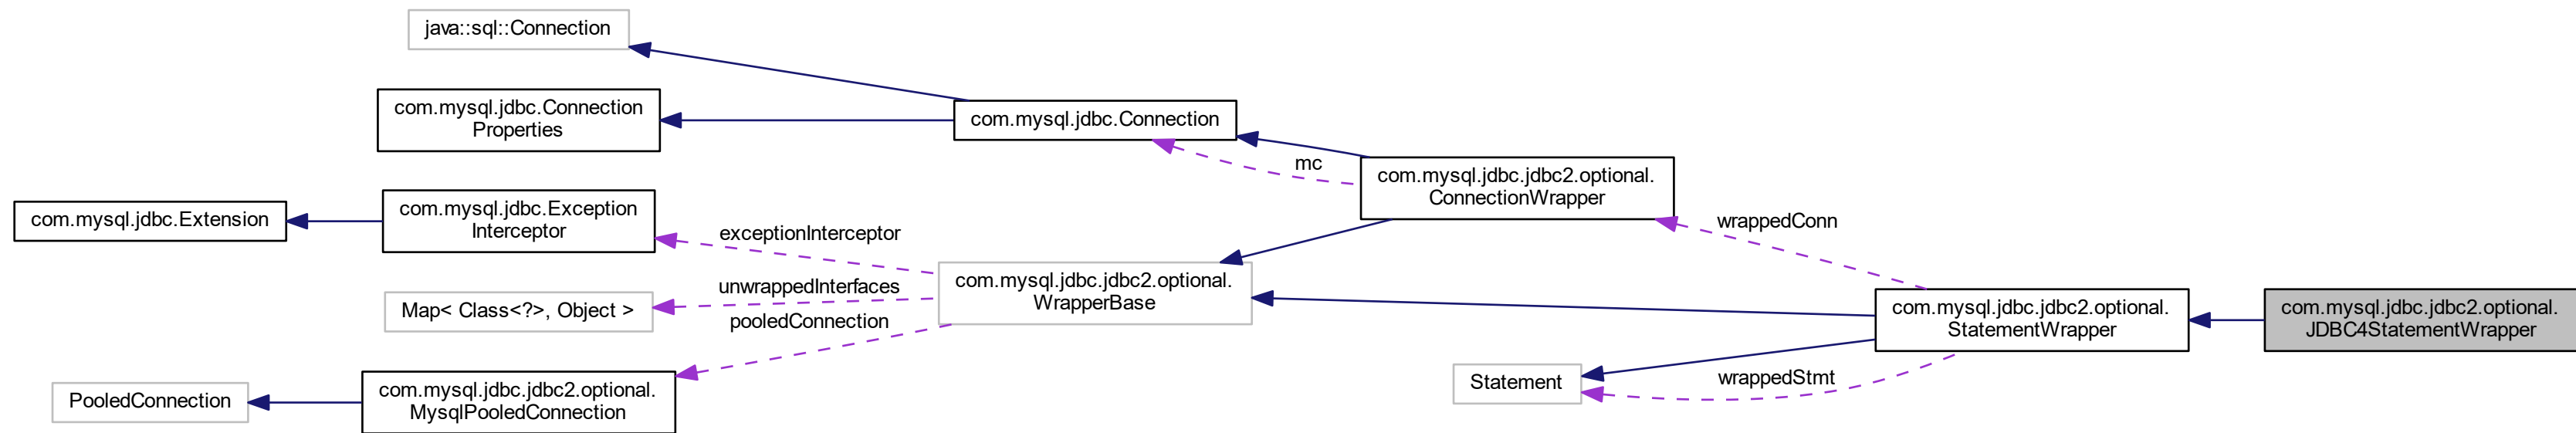 java::sql::Connection
com.mysql.jdbc.Connection
Properties
com.mysql.jdbc.Connection
mc
com.mysql.jdbc.jdbc2.optional.
ConnectionWrapper
com.mysql.jdbc.Extension
com.mysql.jdbc.Exception
Interceptor
exceptionInterceptor
wrappedConn
unwrappedInterfaces
com.mysql.jdbc.jdbc2.optional.
WrapperBase
Map< Class<?>, Object >
pooledConnection
com.mysql.jdbc.jdbc2.optional.
StatementWrapper
com.mysql.jdbc.jdbc2.optional.
JDBC4StatementWrapper
Statement
wrappedStmt
PooledConnection
com.mysql.jdbc.jdbc2.optional.
MysqlPooledConnection